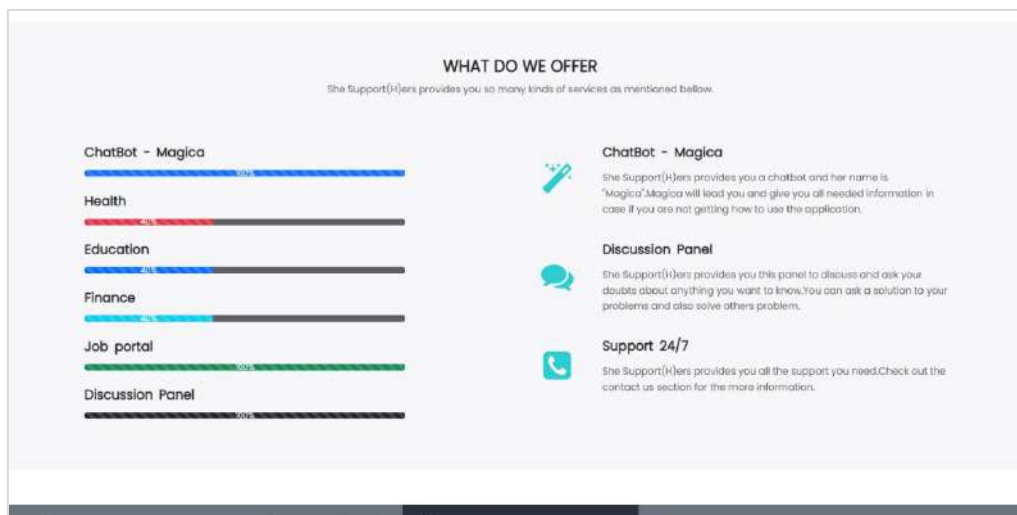 WHAT DO WE OFFER
She Support(H)ers provides you so many kinds of services as mentioned bellow.
ChatBot - Magica
100%
Health
40%
Education
40%
Finance
40%
Job portal
100%
Discussion Panel
100%
ChatBot - Magica
She Support(H)ers provides you a chatbot and her name is
"Magica".Magica will lead you and give you all needed information in
case if you are not getting how to use the application.
Discussion Panel
She Support(H)ers provides you this panel to discuss and ask your
doubts about anything you want to know.You can ask a solution to your
problems and also solve others problem.
Support 24/7
She Support(H)ers provides you all the support you need.Check out the
contact us section for the more information.